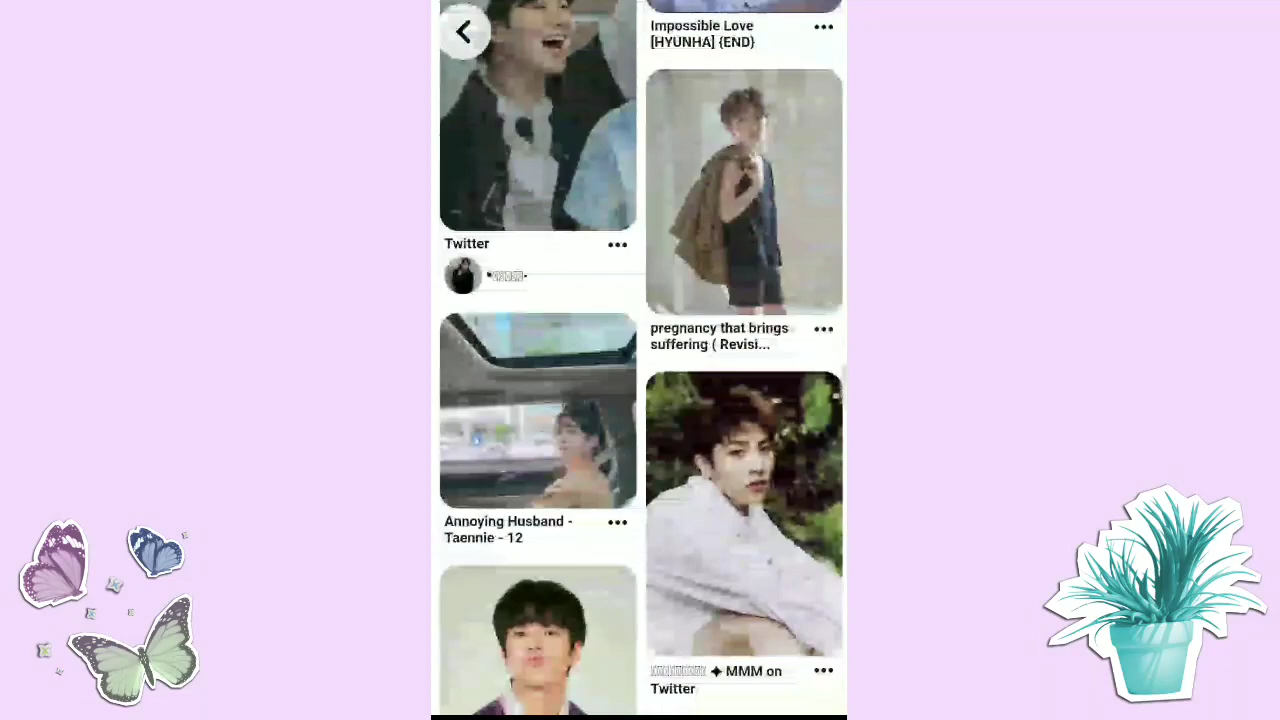 Impossible Love
[HYUNHA] {END}
Twitter
pregnancy that brings
suffering ( Revisi...
Annoying Husband -
Taennie - 12
MMM on
Twitter